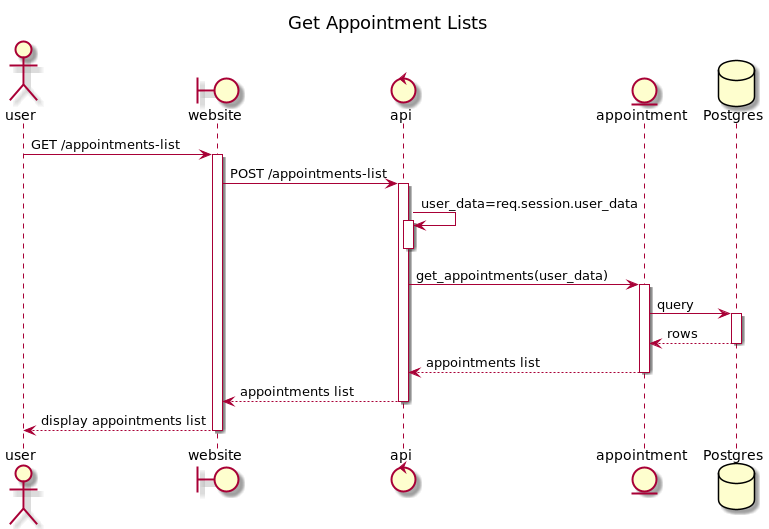 Get Appointment Lists
user
website
api
appointment
Postgres
GET /appointments-list
POST /appointments-list
user_data=req.session.user_data
get_appointments(user_data)
query
rows
appointments list
appointments list
display appointments list
user
website
api
appointment
Postgres